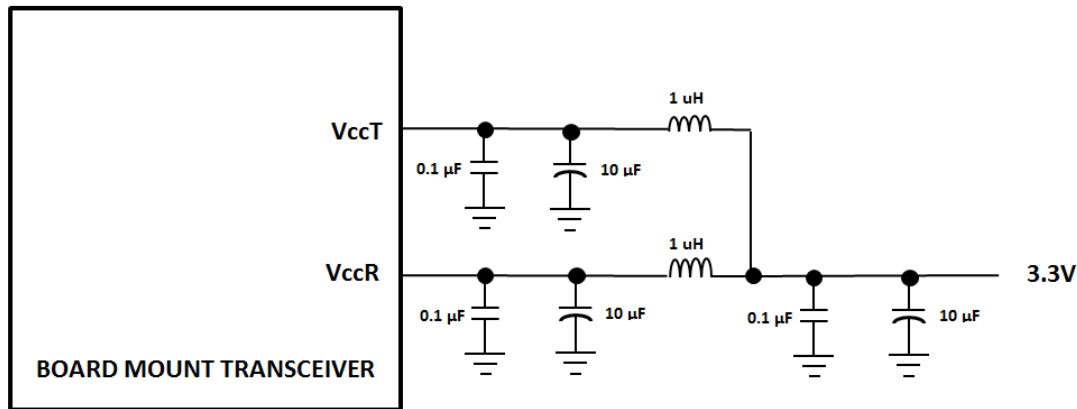 1 uH
VccT
0.1 µF
10 µF
1 uH
VccR
3.3V
0.1 µF
10 µF
0.1 µF
10 µF
BOARD MOUNT TRANSCEIVER